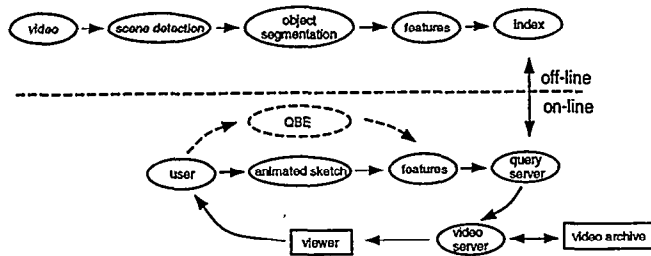 video
scene detection
object
segmentation
features
index
off-line
on-line
QBE
user
animated sketch
features
query
server
viewer
video
server
video archive